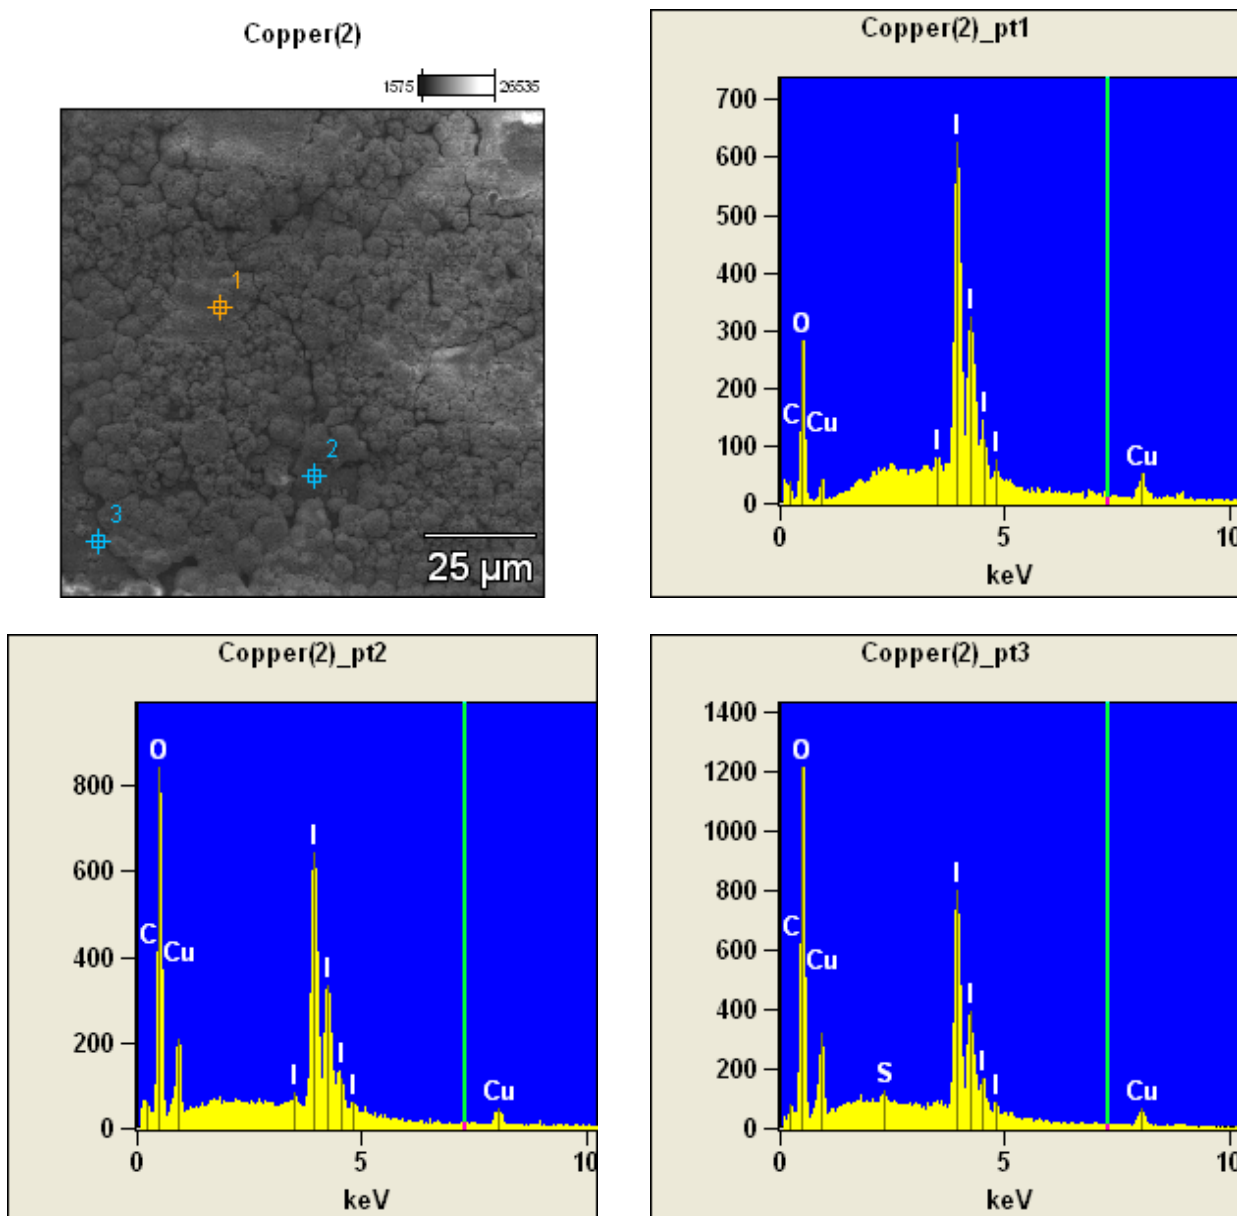 Copper(2)
1575 26535
1
2
3
25 µm
Copper(2)_pt1
700
600
500
400
300
200
100
0
I
I
I
I
I
O
C
Cu
Cu
0 5 10
keV
Copper(2)_pt2
800
600
400
200
0
O
C
Cu
I
I
I
I
I
Cu
0 5 10
keV
Copper(2)_pt3
1400
1200
1000
800
600
400
200
0
O
C
Cu
S
I
I
I
I
Cu
0 5 10
keV